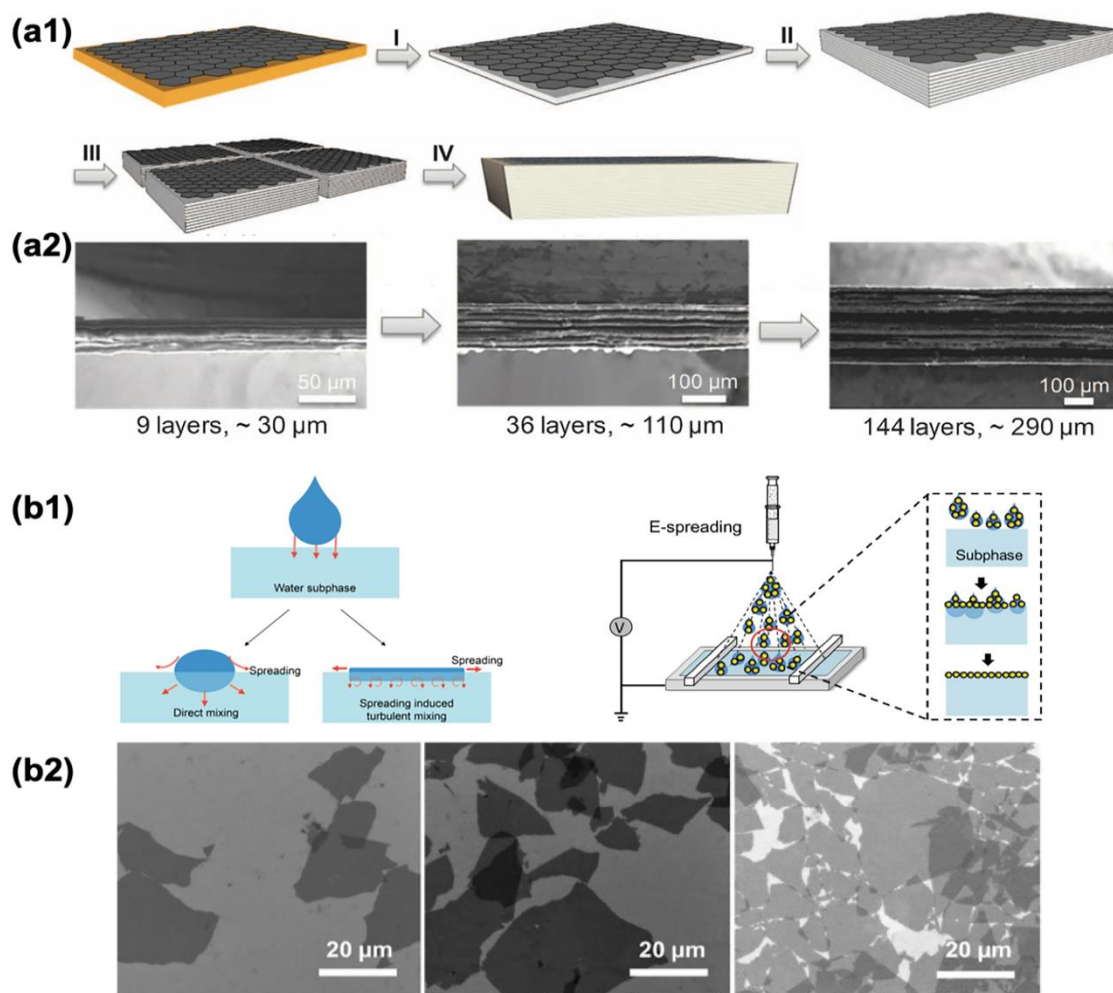 (a1)
I
II
III
IV
(a2)
50 µm
100 µm
100 µm
9 layers, ~ 30 µm
36 layers, ~ 110 µm
144 layers, ~ 290 µm
(b1)
Water subphase
Spreading
Direct mixing
Spreading
Spreading induced
turbulent mixing
E-spreading
V
Subphase
(b2)
20 µm
20 µm
20 µm